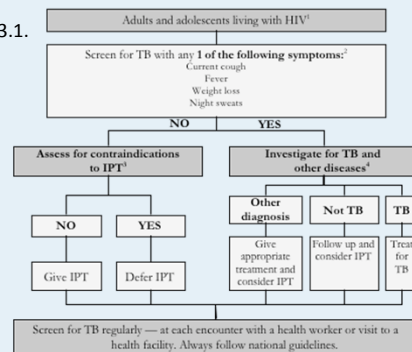 3.1.
Adults and adolescents living with HIV¹
Screen for TB with any 1 of the following symptoms:²
Current cough
Fever
Weight loss
Night sweats
NO YES
Assess for contraindications
to IPT³
Investigate for TB and
other diseases⁴
NO
YES
Give IPT
Defer IPT
Other
diagnosis
Not TB
TB
Give
appropriate
treatment and
consider IPT
Follow up and
consider IPT
Treat
for
TB
Screen for TB regularly — at each encounter with a health worker or visit to a
health facility. Always follow national guidelines.